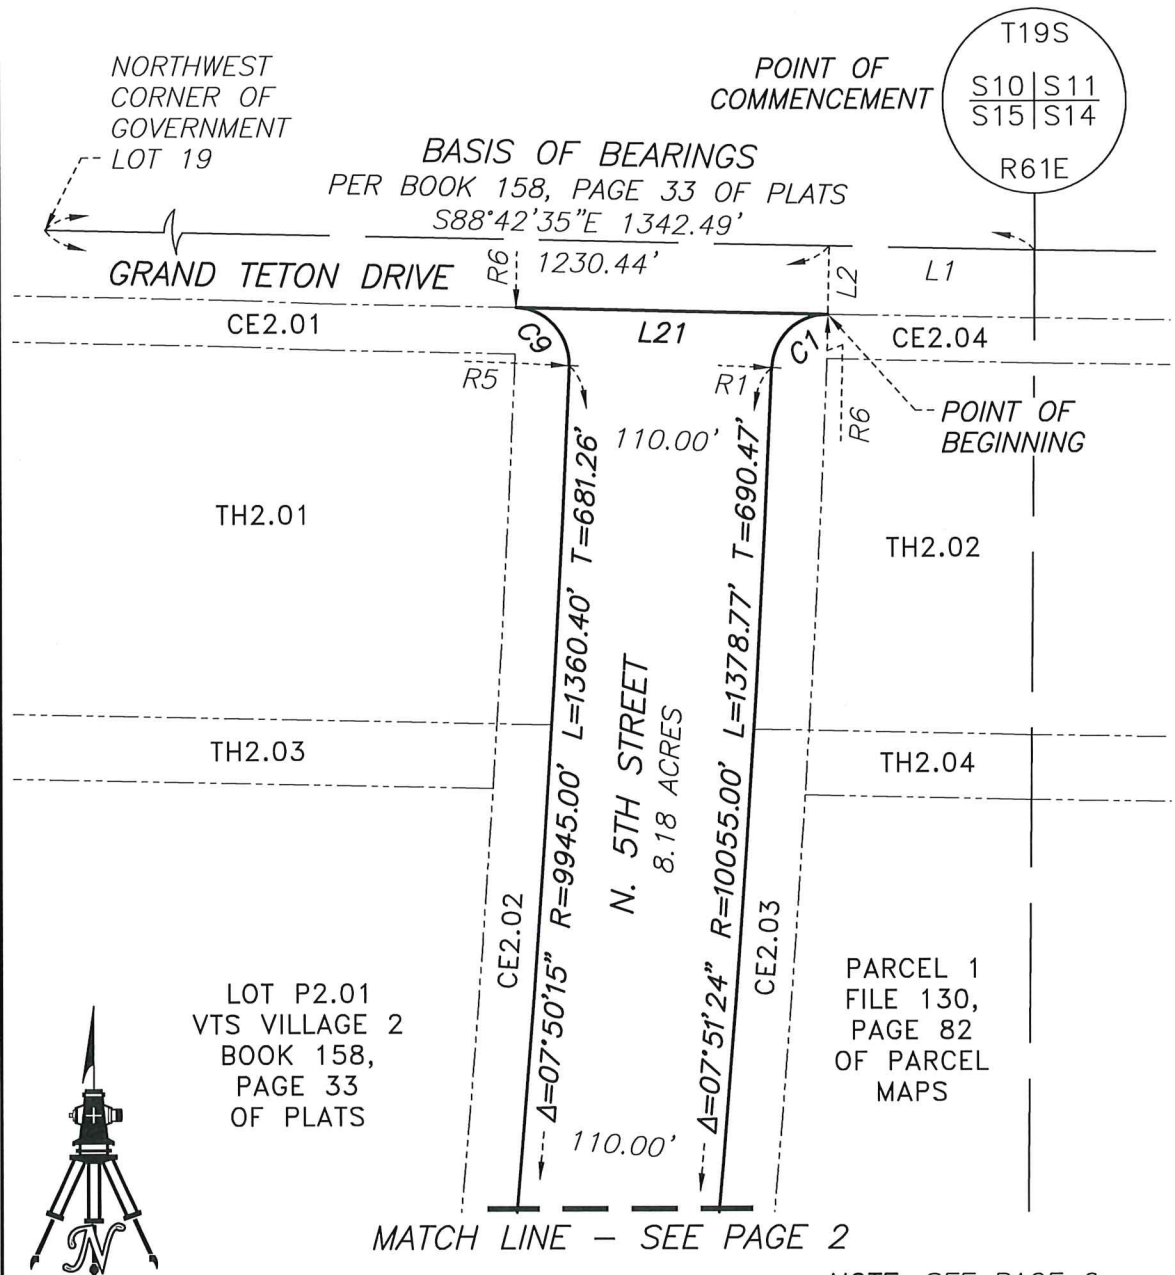 T19S
S10 S11
S15 S14
R61E
POINT OF
COMMENCEMENT
NORTHWEST
CORNER OF
GOVERNMENT
LOT 19
BASIS OF BEARINGS
PER BOOK 158, PAGE 33 OF PLATS
S88°42'35"E 1342.49'
1230.44'
GRAND TETON DRIVE
R6
L2
L1
CE2.01
C9
L21
C1
CE2.04
R5
R1
R6
POINT OF
BEGINNING
110.00'
TH2.01
TH2.02
Δ=07°50'15" R=9945.00' L=1360.40' T=681.26'
Δ=07°51'24" R=10055.00' L=1378.77' T=690.47'
N. 5TH STREET
8.18 ACRES
TH2.03
TH2.04
CE2.02
CE2.03
LOT P2.01
VTS VILLAGE 2
BOOK 158,
PAGE 33
OF PLATS
PARCEL 1
FILE 130,
PAGE 82
OF PARCEL
MAPS
110.00'
N
MATCH LINE - SEE PAGE 2